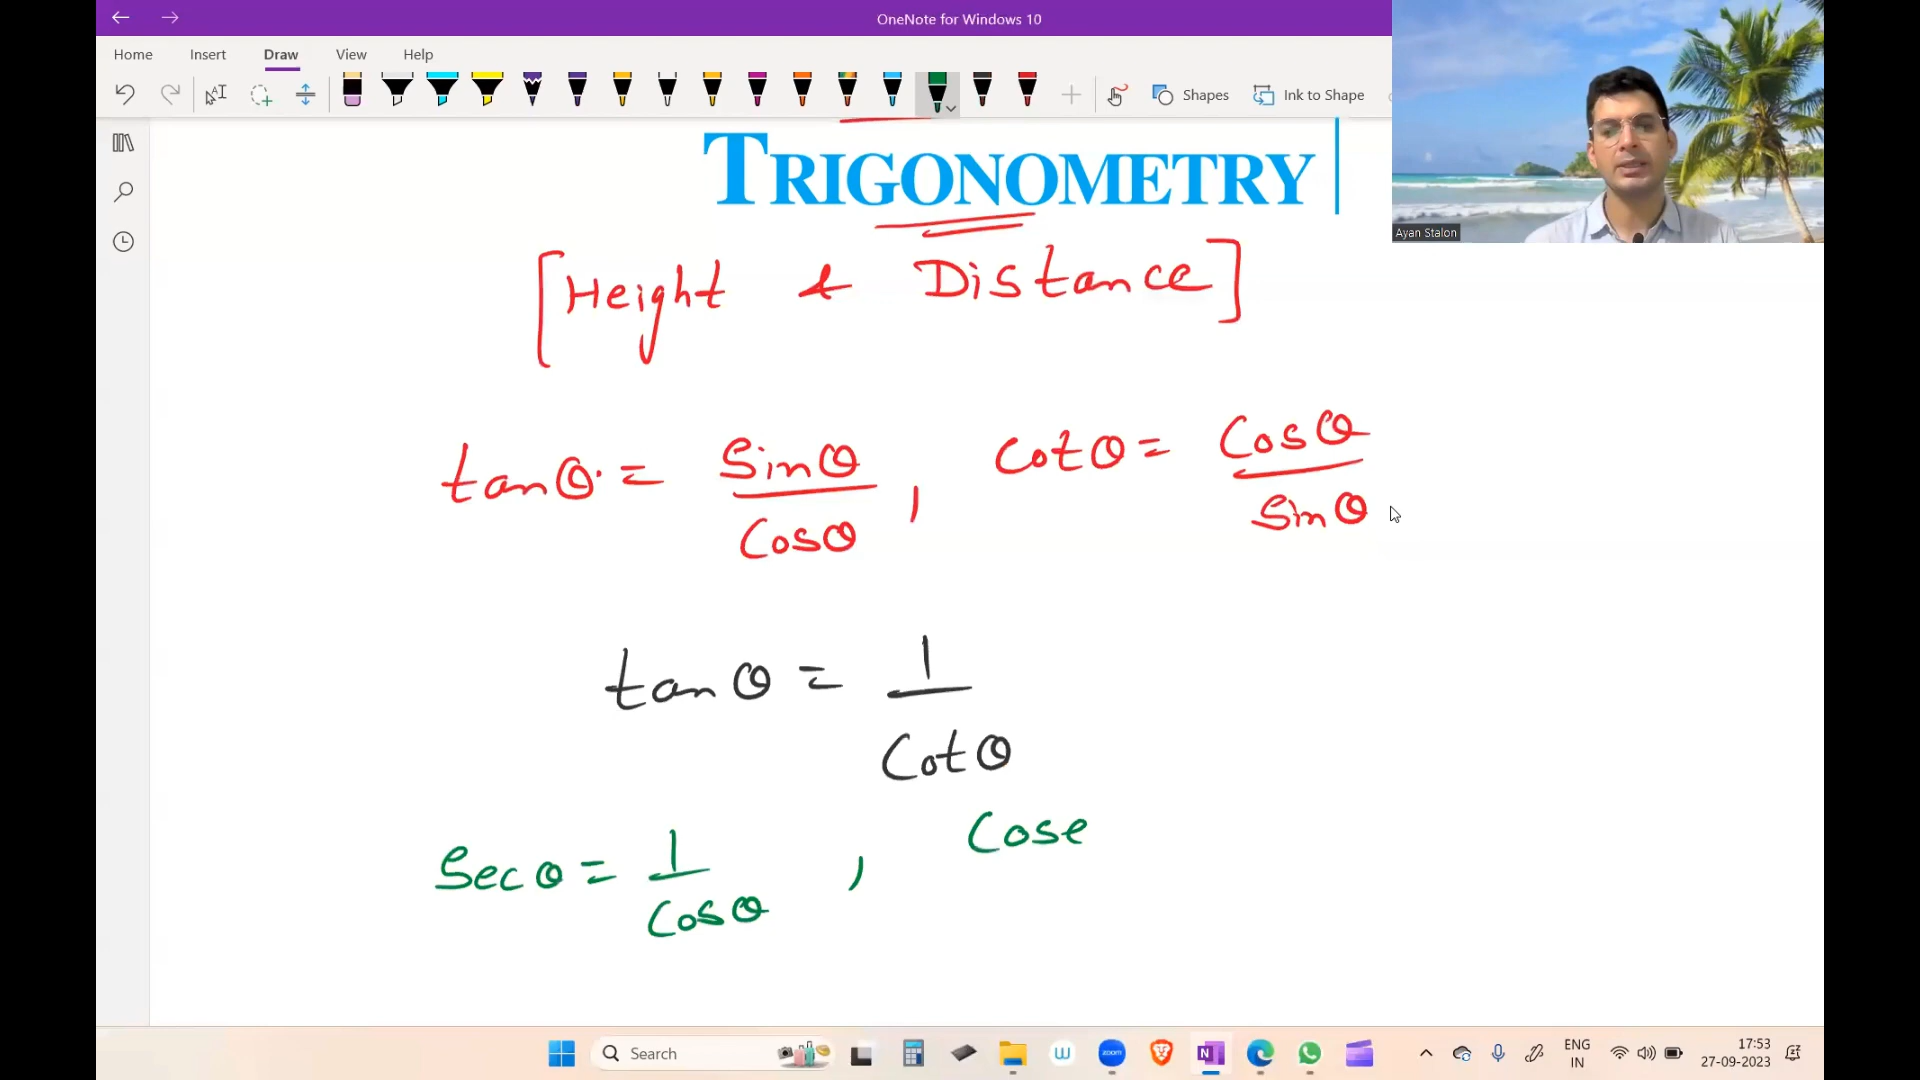 OneNote for Windows 10
Home Insert Draw View Help
Shapes Ink to Shape
Ayan Stalon
TRIGONOMETRY
[Height & Distance]
tanθ = sinθ/cosθ , cotθ = cosθ/sinθ
tanθ = 1/cotθ
secθ = 1/cosθ , cose
Search
zoom
ENG
IN
17:53
27-09-2023